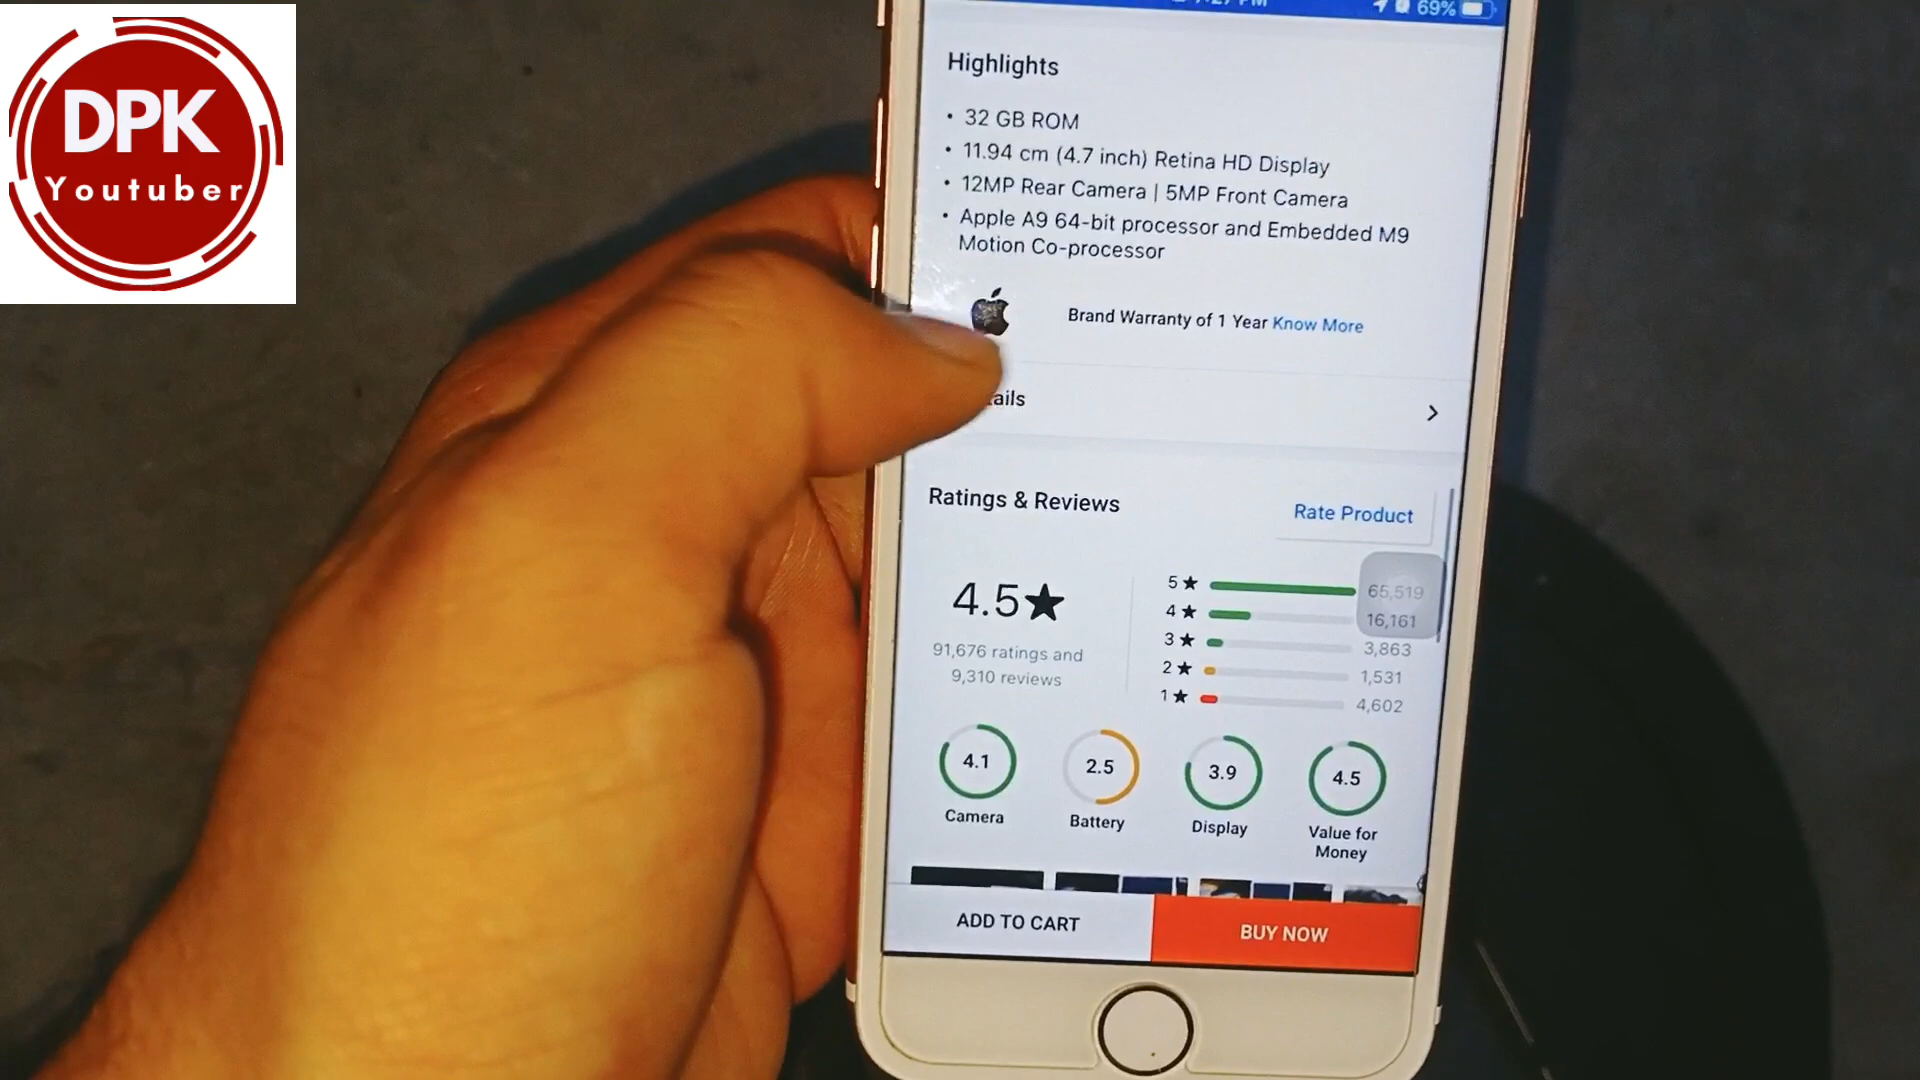 DPK
Youtuber
69%
Highlights
• 32 GB ROM
• 11.94 cm (4.7 inch) Retina HD Display
• 12MP Rear Camera | 5MP Front Camera
• Apple A9 64-bit processor and Embedded M9
Motion Co-processor
Brand Warranty of 1 Year Know More
ails
Ratings & Reviews
Rate Product
4.5★
91,676 ratings and
9,310 reviews
5★ 65,519
4★ 16,161
3★ 3,863
2★ 1,531
1★ 4,602
4.1 2.5 3.9 4.5
Camera Battery Display Value for
Money
ADD TO CART BUY NOW